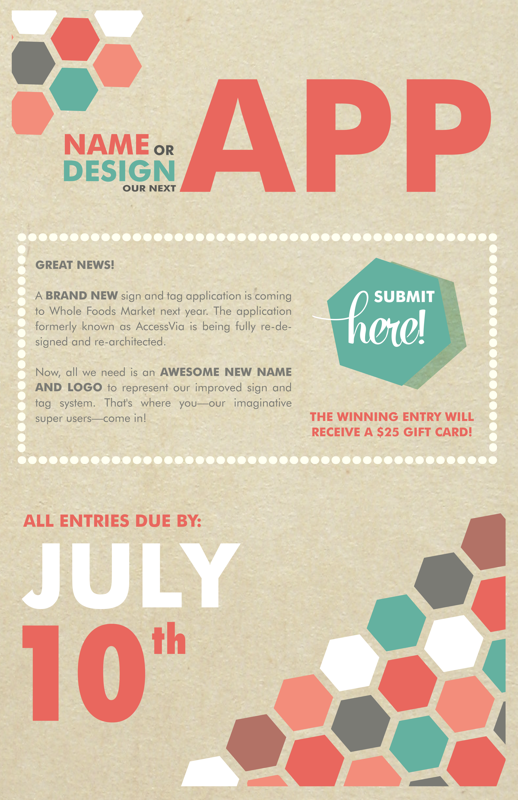 NAME OR
DESIGN
OUR NEXT
APP
GREAT NEWS!
A BRAND NEW sign and tag application is coming
to Whole Foods Market next year. The application
formerly known as AccessVia is being fully re-de-
signed and re-architected.
Now, all we need is an AWESOME NEW NAME
AND LOGO to represent our improved sign and
tag system. That's where you—our imaginative
super users—come in!
SUBMIT
here!
THE WINNING ENTRY WILL
RECEIVE A $25 GIFT CARD!
ALL ENTRIES DUE BY:
JULY
10th